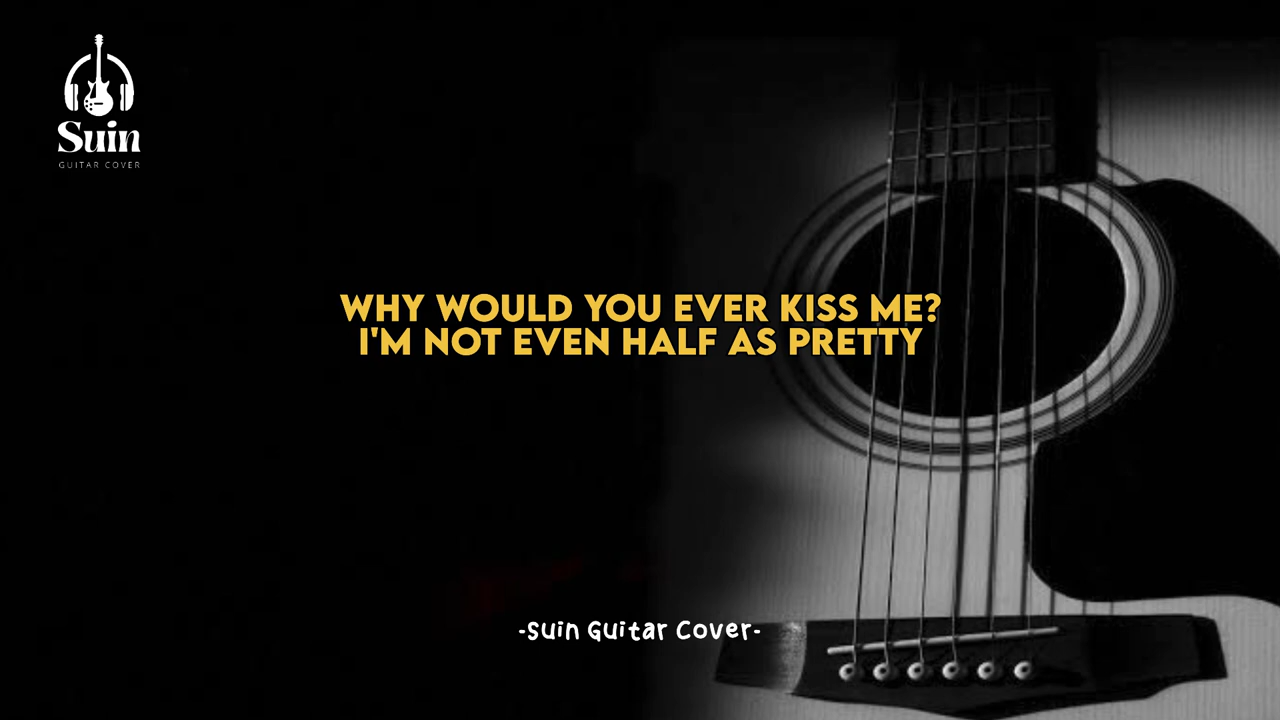 Suin
GUITAR COVER
WHY WOULD YOU EVER KISS ME?
I'M NOT EVEN HALF AS PRETTY
-Suin Guitar Cover-